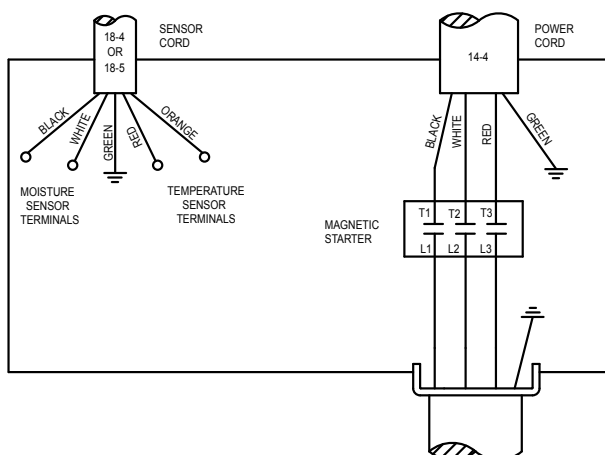 18-4
OR
18-5
SENSOR
CORD
14-4
POWER
CORD
BLACK
WHITE
GREEN
RED
ORANGE
BLACK
WHITE
RED
GREEN
MOISTURE
SENSOR
TERMINALS
TEMPERATURE
SENSOR
TERMINALS
MAGNETIC
STARTER
T1 T2 T3
L1 L2 L3